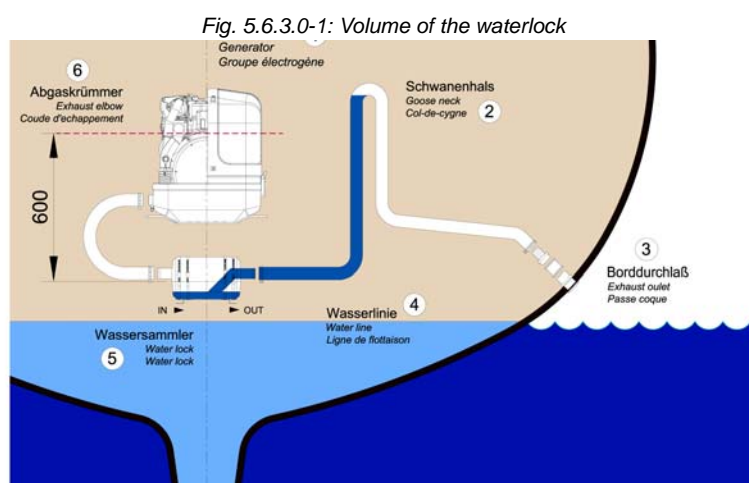 Fig. 5.6.3.0-1: Volume of the waterlock
Generator
Groupe électrogène
6
Abgaskrümmer
Exhaust elbow
Coude d'echappement
Schwanenhals
Goose neck
Col-de-cygne
2
600
3
Borddurchlaß
Exhaust oulet
Passe coque
IN
OUT
4
Wasserlinie
Water line
Ligne de flottaison
Wassersammler
Water lock
Water lock
5